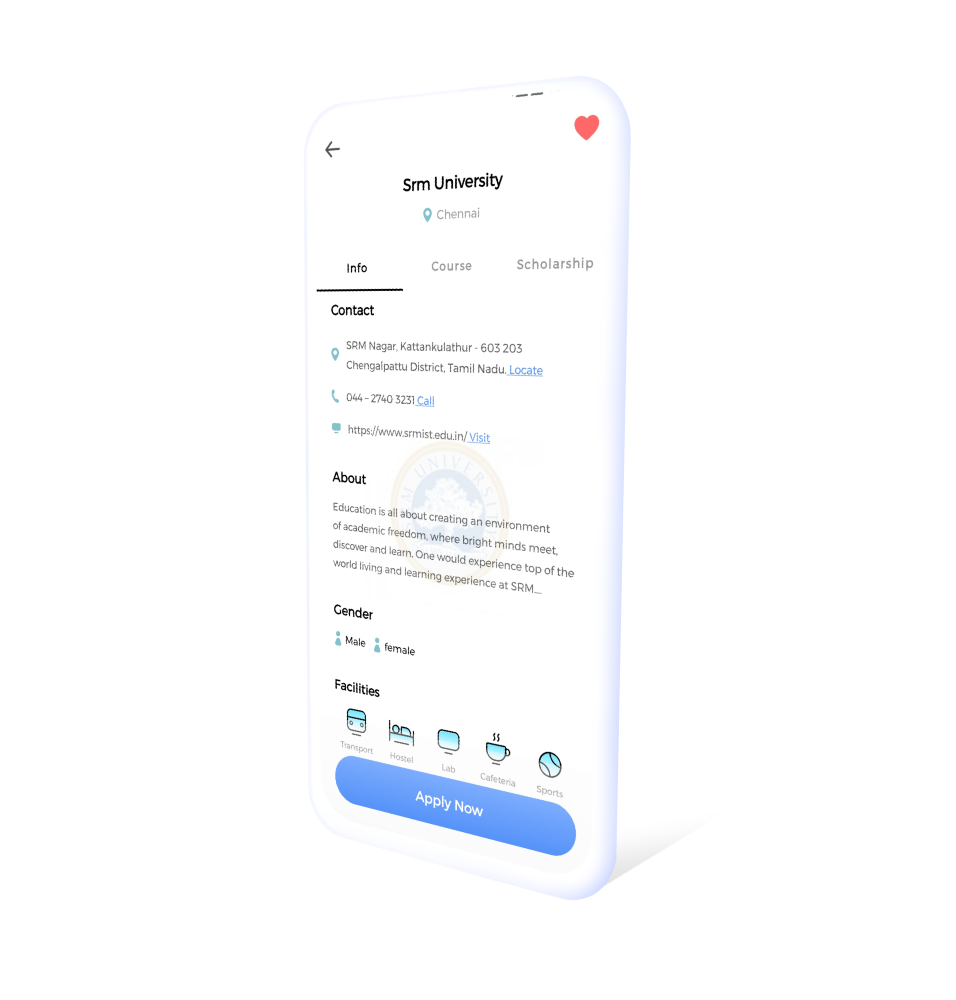 Srm University
Chennai
Info Course Scholarship
Contact
SRM Nagar, Kattankulathur - 603 203
Chengalpattu District, Tamil Nadu. Locate
044 – 2740 3231 Call
https://www.srmist.edu.in/ Visit
About
Education is all about creating an environment
of academic freedom, where bright minds meet,
discover and learn. One would experience top of the
world living and learning experience at SRM....
Gender
Male female
Facilities
Transport Hostel Lab Cafeteria Sports
Apply Now